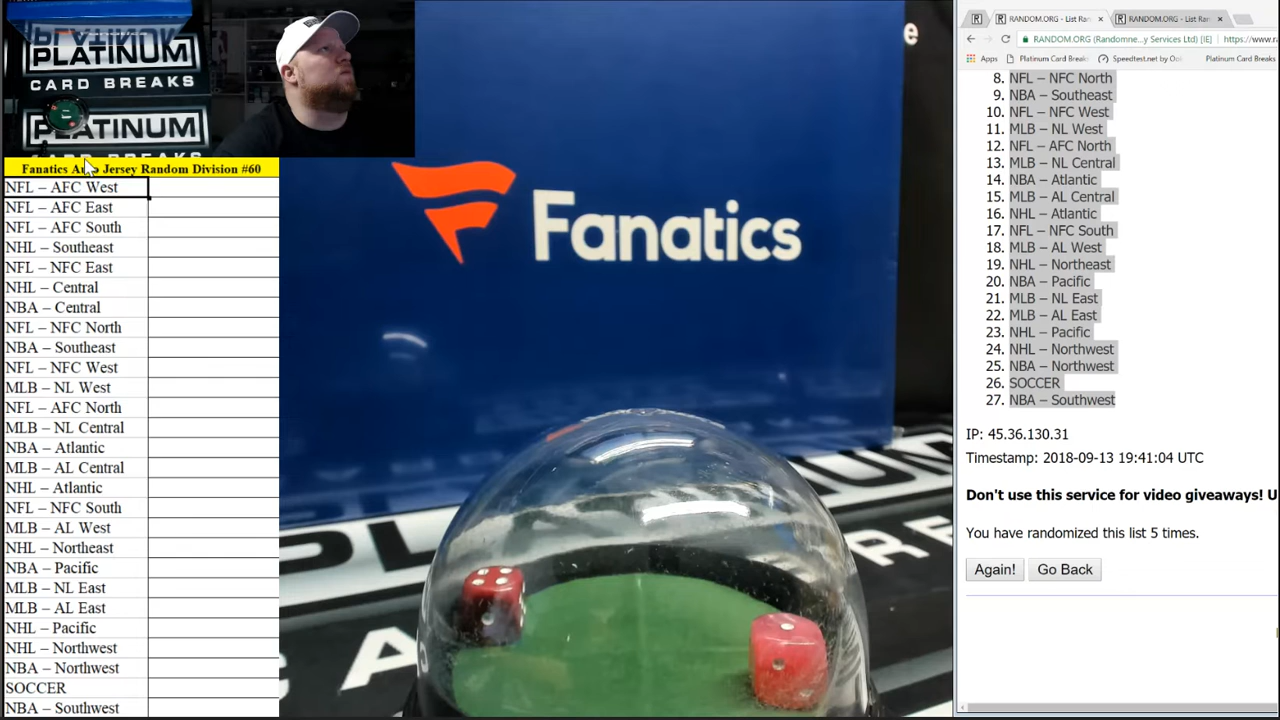 PLATINUM
PLATINUM
CARD BREAKS
PLATINUM
CARD BREAKS
Fanatics Auto Jersey Random Division #60
NFL – AFC West
NFL – AFC East
NFL – AFC South
NHL – Southeast
NFL – NFC East
NHL – Central
NBA – Central
NFL – NFC North
NBA – Southeast
NFL – NFC West
MLB – NL West
NFL – AFC North
MLB – NL Central
NBA – Atlantic
MLB – AL Central
NHL – Atlantic
NFL – NFC South
MLB – AL West
NHL – Northeast
NBA – Pacific
MLB – NL East
MLB – AL East
NHL – Pacific
NHL – Northwest
NBA – Northwest
SOCCER
NBA – Southwest
Fanatics
e
RANDOM.ORG - List Ran
RANDOM.ORG - List Ran
RANDOM.ORG (Randomne...y Services Ltd) [IE]
https://www.r
Apps
Platinum Card Break
Speedtest.net by Oo
Platinum Card Breaks
8. NFL – NFC North
9. NBA – Southeast
10. NFL – NFC West
11. MLB – NL West
12. NFL – AFC North
13. MLB – NL Central
14. NBA – Atlantic
15. MLB – AL Central
16. NHL – Atlantic
17. NFL – NFC South
18. MLB – AL West
19. NHL – Northeast
20. NBA – Pacific
21. MLB – NL East
22. MLB – AL East
23. NHL – Pacific
24. NHL – Northwest
25. NBA – Northwest
26. SOCCER
27. NBA – Southwest
IP: 45.36.130.31
Timestamp: 2018-09-13 19:41:04 UTC
Don't use this service for video giveaways! U
You have randomized this list 5 times.
Again!
Go Back